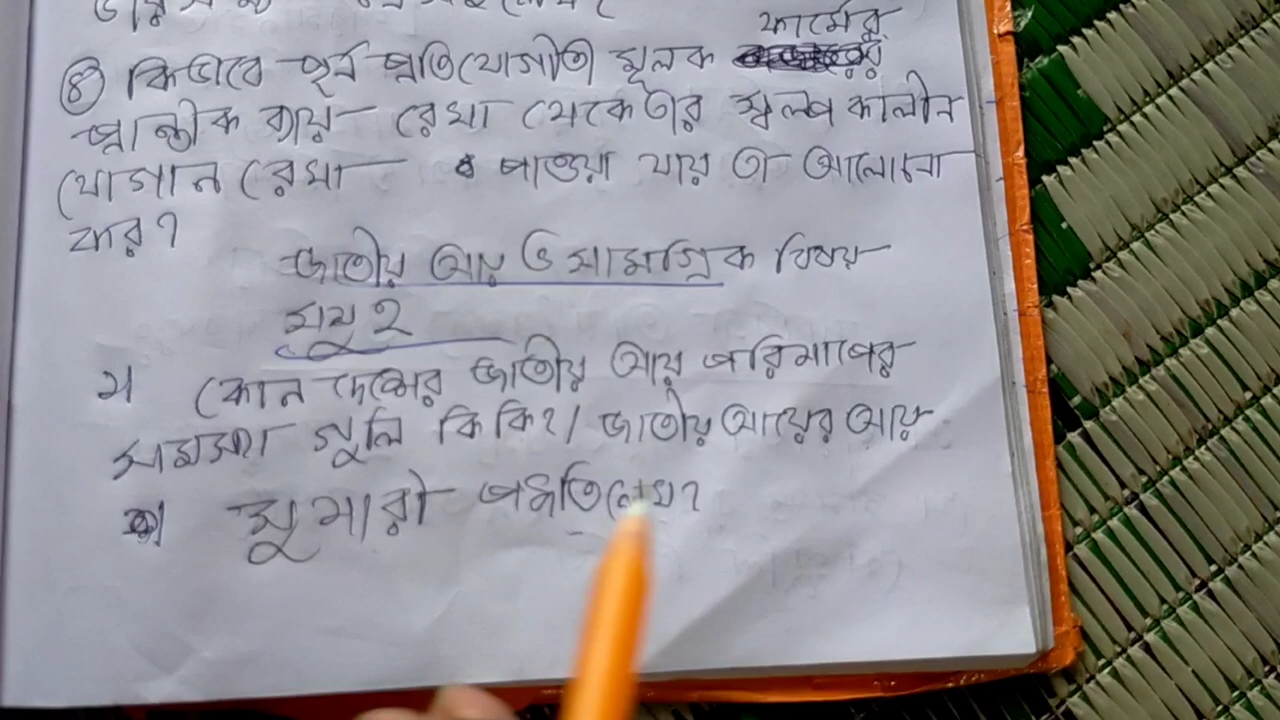 ফার্মের
৪ কিভাবে পূর্ন প্রতিযোগীতা মূলক
প্রান্তীক ব্যয় রেখা থেকে তার স্বল্প কালীন
যোগান রেখা পাওয়া যায় তা আলোচনা
কর?
জাতীয় আয় ও সামগ্রিক বিষয়
সমুহ
১। কোন দেশের জাতীয় আয় পরিমাপের
সমস্যা গুলি কি কি?/ জাতীয় আয়ের আয়
সুমারী পদ্ধতি লেখ?